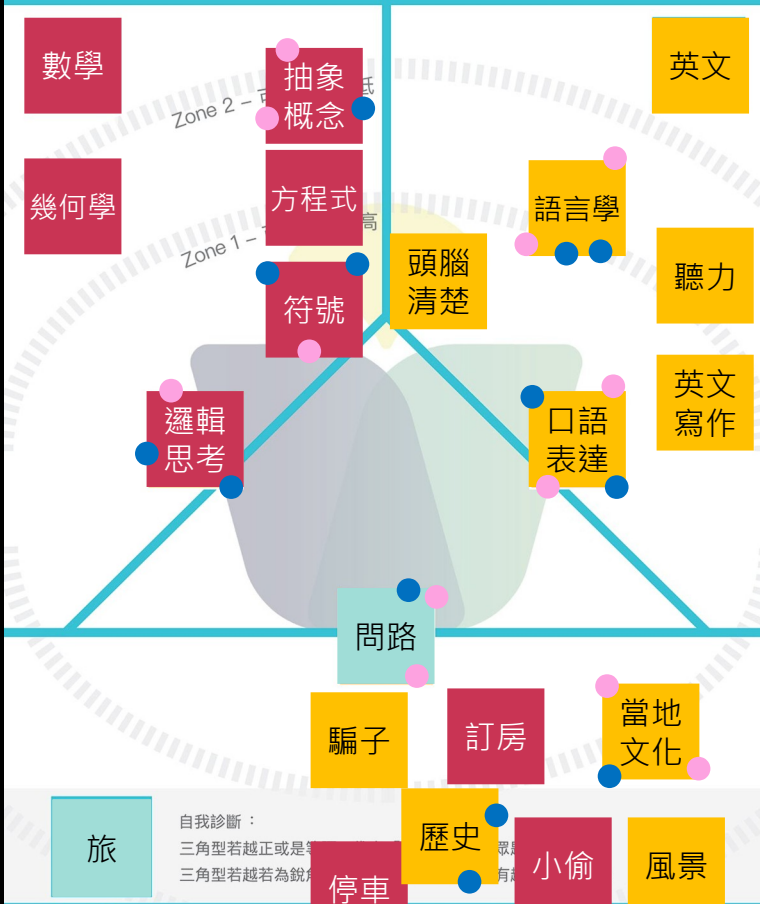 數學
抽象
概念
英文
Zone 2 –
幾何學
方程式
語言學
Zone 1 –
高
頭腦
清楚
聽力
符號
英文
寫作
邏輯
思考
口語
表達
問路
騙子
訂房
當地
文化
旅
自我診斷：
三角型若越正或是
三角型若越若為銳
歷史
停車
小偷
風景